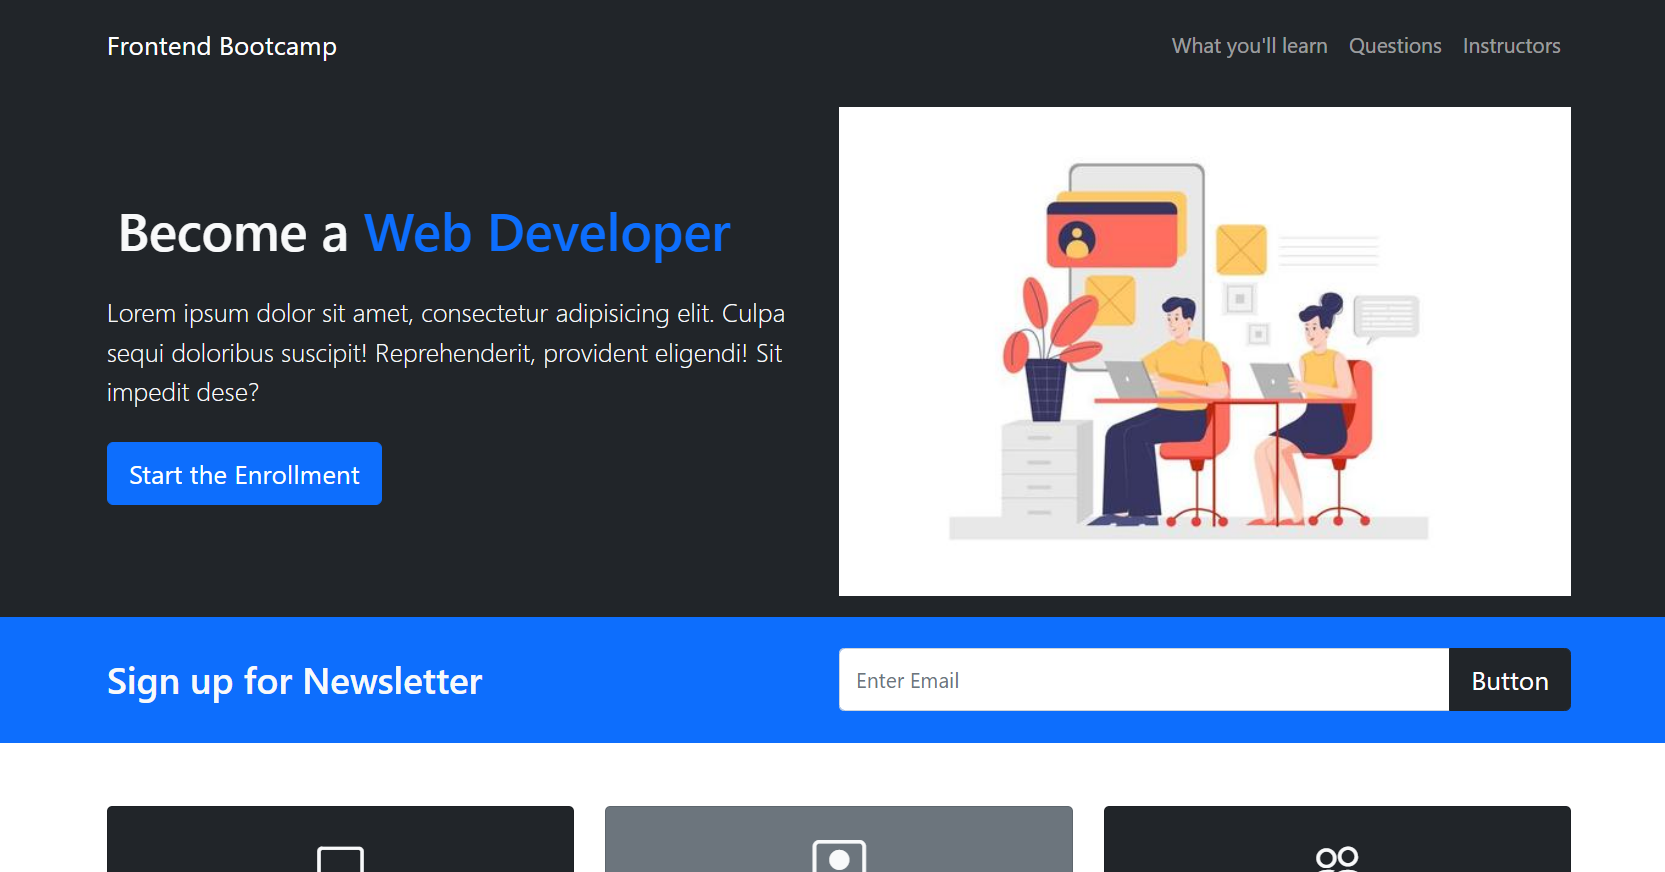 Frontend Bootcamp
What you'll learn Questions Instructors
Become a Web Developer
Lorem ipsum dolor sit amet, consectetur adipisicing elit. Culpa
sequi doloribus suscipit! Reprehenderit, provident eligendi! Sit
impedit dese?
Start the Enrollment
Sign up for Newsletter
Enter Email
Button